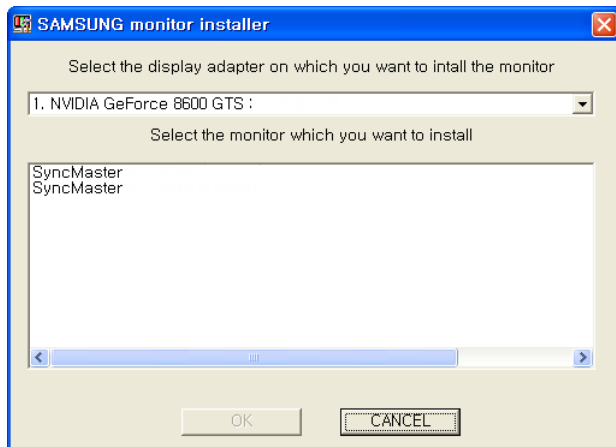 SAMSUNG monitor installer
Select the display adapter on which you want to intall the monitor
1. NVIDIA GeForce 8600 GTS :
Select the monitor which you want to install
SyncMaster
SyncMaster
OK
CANCEL